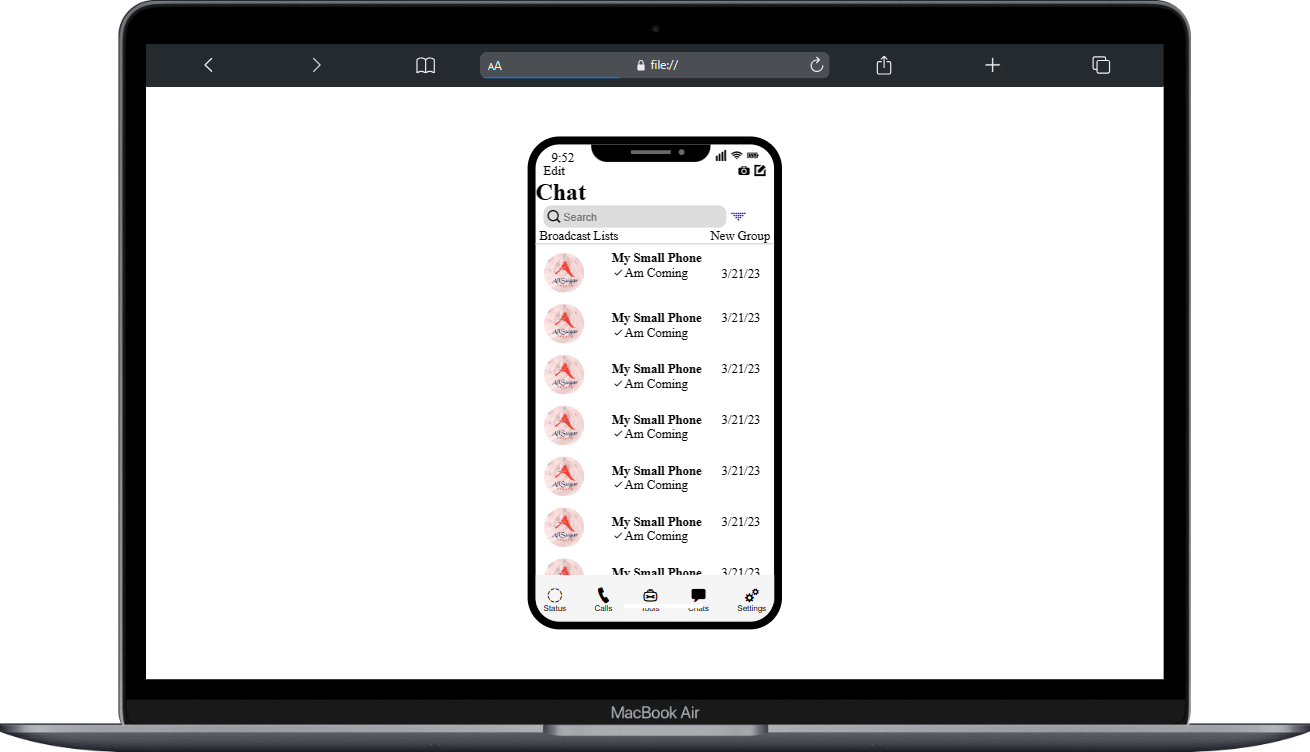 AA file://
9:52
Edit
Chat
Search
Broadcast Lists New Group
My Small Phone
✓ Am Coming 3/21/23
My Small Phone 3/21/23
✓ Am Coming
My Small Phone 3/21/23
✓ Am Coming
My Small Phone 3/21/23
✓ Am Coming
My Small Phone 3/21/23
✓ Am Coming
My Small Phone 3/21/23
✓ Am Coming
My Small Phone 3/21/23
Status Calls Tools Chats Settings
MacBook Air